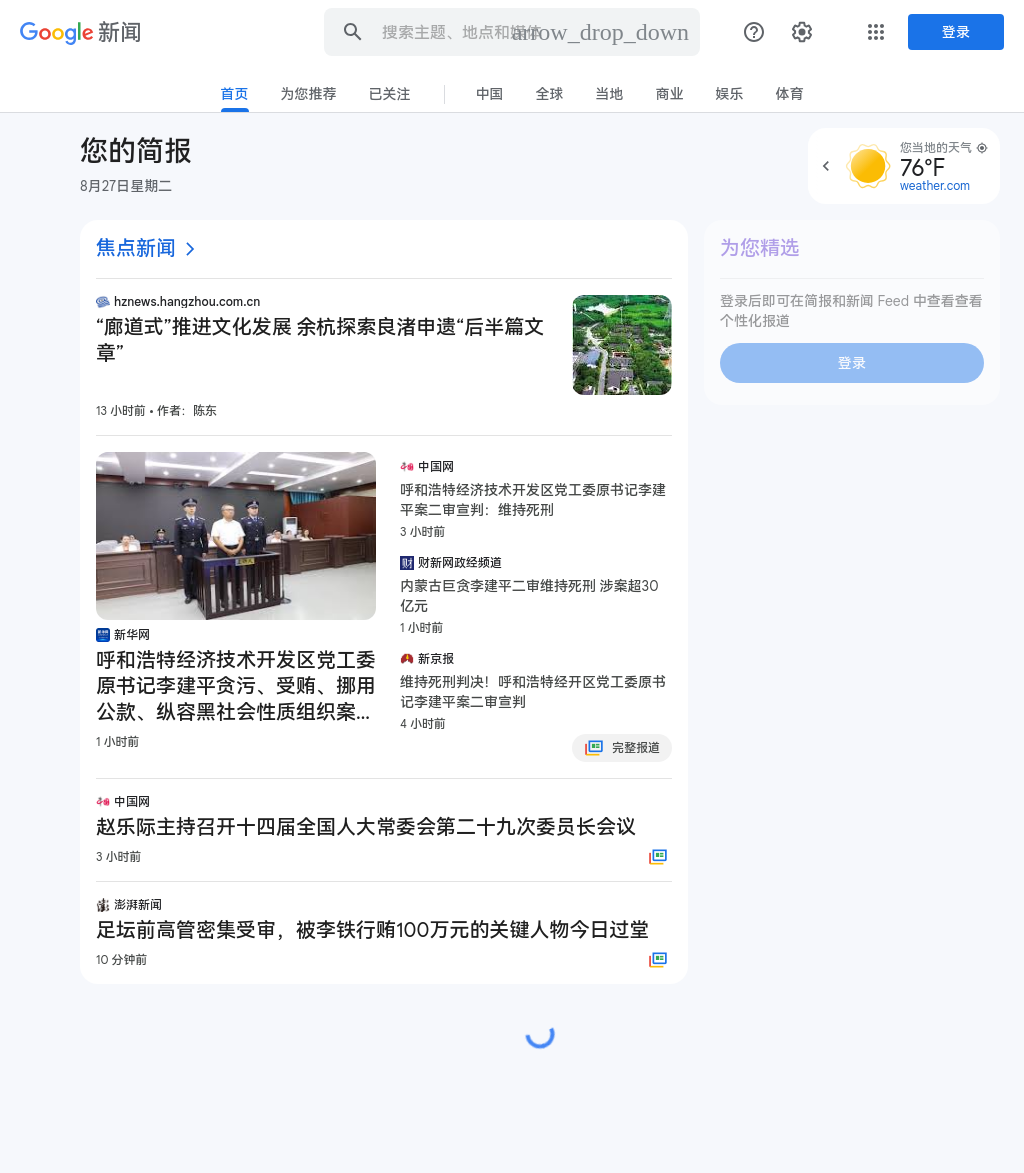 Google 新闻
搜索主题、地点和媒体
arrow_drop_down
登录
首页
为您推荐
已关注
中国
全球
当地
商业
娱乐
体育
您的简报
8月27日星期二
您当地的天气
76°F
weather.com
焦点新闻
为您精选
登录后即可在简报和新闻 Feed 中查看查看
个性化报道
登录
hznews.hangzhou.com.cn
“廊道式”推进文化发展 余杭探索良渚申遗“后半篇文
章”
13 小时前 • 作者：陈东
新华网
呼和浩特经济技术开发区党工委
原书记李建平贪污、受贿、挪用
公款、纵容黑社会性质组织案...
1 小时前
中国网
呼和浩特经济技术开发区党工委原书记李建
平案二审宣判：维持死刑
3 小时前
财新网政经频道
内蒙古巨贪李建平二审维持死刑 涉案超30
亿元
1 小时前
新京报
维持死刑判决！呼和浩特经开区党工委原书
记李建平案二审宣判
4 小时前
完整报道
中国网
赵乐际主持召开十四届全国人大常委会第二十九次委员长会议
3 小时前
澎湃新闻
足坛前高管密集受审，被李铁行贿100万元的关键人物今日过堂
10 分钟前